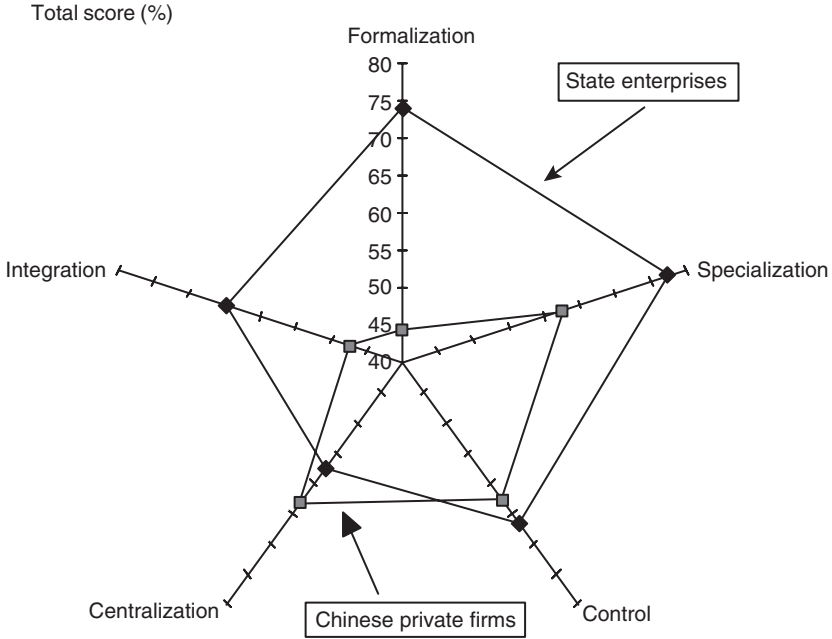 Total score (%)
Formalization
80
State enterprises
75
70
65
60
55
Integration
Specialization
50
45
40
Centralization
Chinese private firms
Control